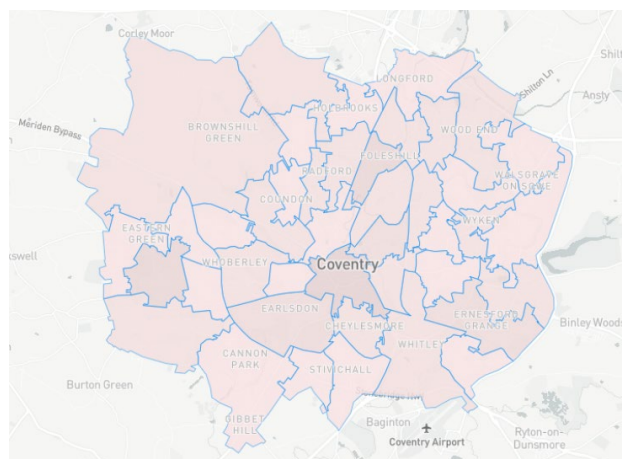 Corley Moor
Shilt
LONGFORD
Shilton Ln
Ansty
HOLBROOKS
Meriden Bypass
BROWNSHILL
GREEN
WOOD END
FOLESHILL
RADFORD
WALSGRAVE
ON SOWE
COUNDON
WYKEN
EASTERN
GREEN
kswell
WHOBERLEY
Coventry
EARLSDON
ERNESFORD
GRANGE
CHEYLESMORE
Binley Woods
WHITLEY
CANNON
PARK
STIVICHALL
Burton Green
GIBBET
HILL
Baginton
Coventry Airport
Ryton-on-
Dunsmore